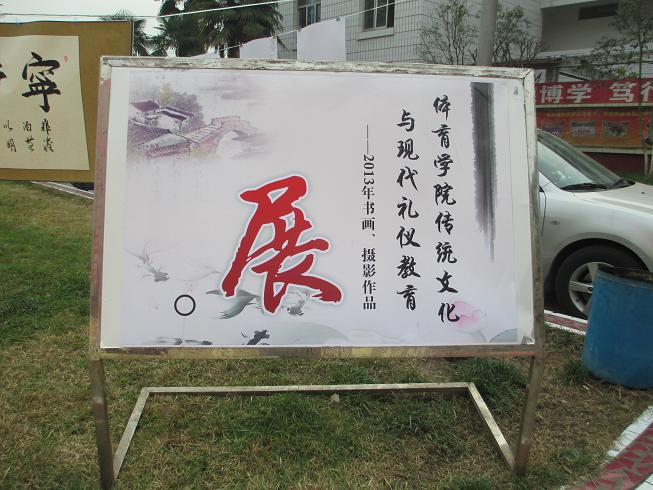 体育学院传统文化
与现代礼仪教育
——2013年书画、摄影作品
展
宁
博学 笃行